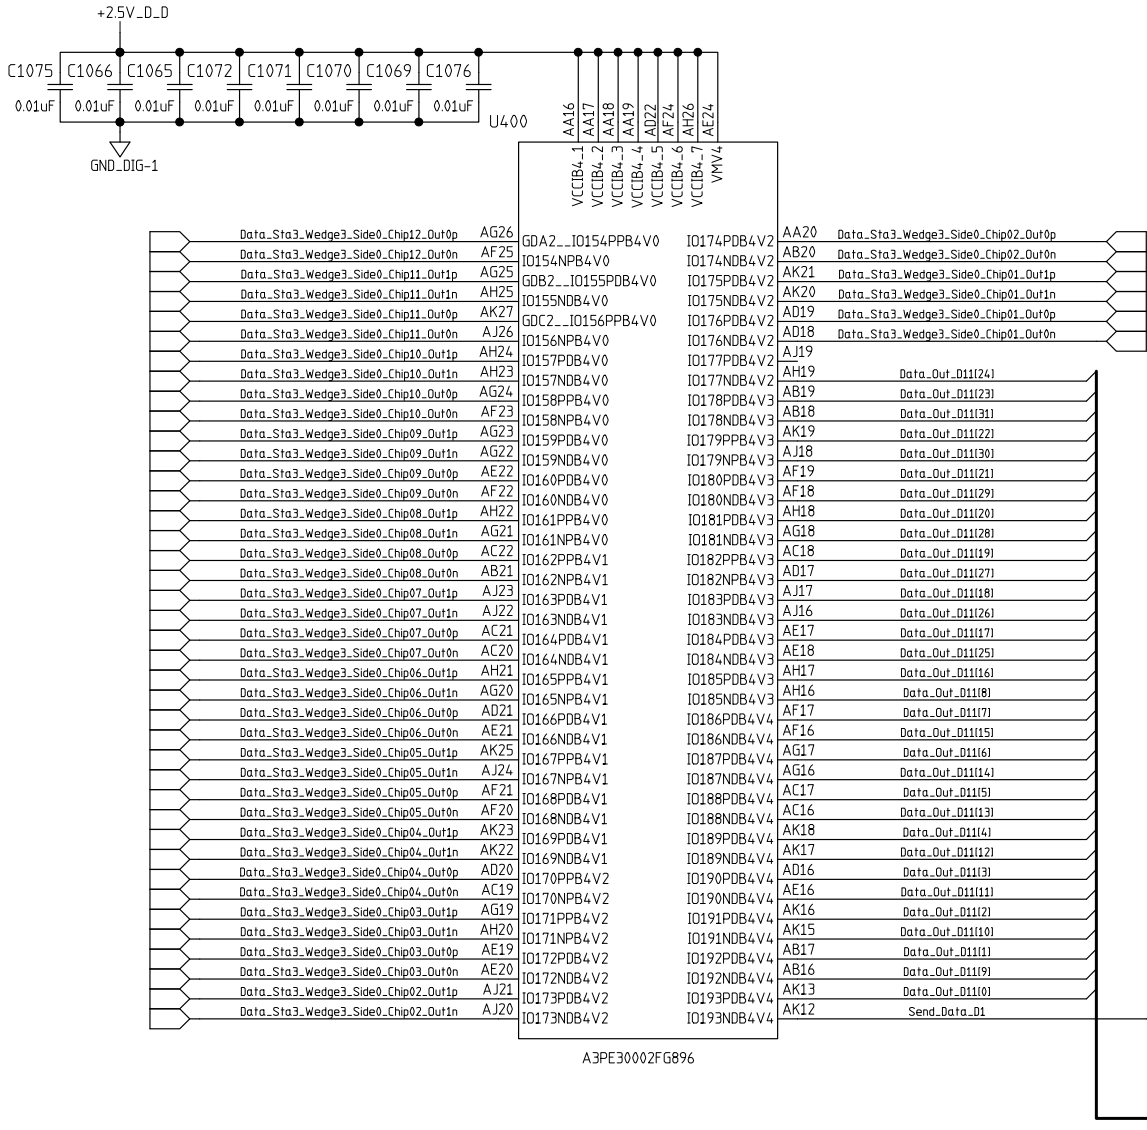 +2.5V_D_D
C1075 C1066 C1065 C1072 C1071 C1070 C1069 C1076
0.01uF 0.01uF 0.01uF 0.01uF 0.01uF 0.01uF 0.01uF 0.01uF
GND_DIG-1
U400
AA16 AA17 AA18 AA19 AD22 AF24 AH26 AE24
VCCIB4_1 VCCIB4_2 VCCIB4_3 VCCIB4_4 VCCIB4_5 VCCIB4_6 VCCIB4_7 VMV4
Data_Sta3_Wedge3_Side0_Chip12_Out0p AG26 GDA2__IO154PPB4V0 IO174PDB4V2 AA20 Data_Sta3_Wedge3_Side0_Chip02_Out0p
Data_Sta3_Wedge3_Side0_Chip12_Out0n AF25 IO154NPB4V0 IO174NDB4V2 AB20 Data_Sta3_Wedge3_Side0_Chip02_Out0n
Data_Sta3_Wedge3_Side0_Chip11_Out1p AG25 GDB2__IO155PDB4V0 IO175PDB4V2 AK21 Data_Sta3_Wedge3_Side0_Chip01_Out1p
Data_Sta3_Wedge3_Side0_Chip11_Out1n AH25 IO155NDB4V0 IO175NDB4V2 AK20 Data_Sta3_Wedge3_Side0_Chip01_Out1n
Data_Sta3_Wedge3_Side0_Chip11_Out0p AK27 GDC2__IO156PPB4V0 IO176PDB4V2 AD19 Data_Sta3_Wedge3_Side0_Chip01_Out0p
Data_Sta3_Wedge3_Side0_Chip11_Out0n AJ26 IO156NPB4V0 IO176NDB4V2 AD18 Data_Sta3_Wedge3_Side0_Chip01_Out0n
Data_Sta3_Wedge3_Side0_Chip10_Out1p AH24 IO157PDB4V0 IO177PDB4V2 AJ19
Data_Sta3_Wedge3_Side0_Chip10_Out1n AH23 IO157NDB4V0 IO177NDB4V2 AH19 Data_Out_D11[24]
Data_Sta3_Wedge3_Side0_Chip10_Out0p AG24 IO158PPB4V0 IO178PDB4V3 AB19 Data_Out_D11[23]
Data_Sta3_Wedge3_Side0_Chip10_Out0n AF23 IO158NPB4V0 IO178NDB4V3 AB18 Data_Out_D11[31]
Data_Sta3_Wedge3_Side0_Chip09_Out1p AG23 IO159PDB4V0 IO179PPB4V3 AK19 Data_Out_D11[22]
Data_Sta3_Wedge3_Side0_Chip09_Out1n AG22 IO159NDB4V0 IO179NPB4V3 AJ18 Data_Out_D11[30]
Data_Sta3_Wedge3_Side0_Chip09_Out0p AE22 IO160PDB4V0 IO180PDB4V3 AF19 Data_Out_D11[21]
Data_Sta3_Wedge3_Side0_Chip09_Out0n AF22 IO160NDB4V0 IO180NDB4V3 AF18 Data_Out_D11[29]
Data_Sta3_Wedge3_Side0_Chip08_Out1p AH22 IO161PPB4V0 IO181PDB4V3 AH18 Data_Out_D11[20]
Data_Sta3_Wedge3_Side0_Chip08_Out1n AG21 IO161NPB4V0 IO181NDB4V3 AG18 Data_Out_D11[28]
Data_Sta3_Wedge3_Side0_Chip08_Out0p AC22 IO162PPB4V1 IO182PPB4V3 AC18 Data_Out_D11[19]
Data_Sta3_Wedge3_Side0_Chip08_Out0n AB21 IO162NPB4V1 IO182NPB4V3 AD17 Data_Out_D11[27]
Data_Sta3_Wedge3_Side0_Chip07_Out1p AJ23 IO163PDB4V1 IO183PDB4V3 AJ17 Data_Out_D11[18]
Data_Sta3_Wedge3_Side0_Chip07_Out1n AJ22 IO163NDB4V1 IO183NDB4V3 AJ16 Data_Out_D11[26]
Data_Sta3_Wedge3_Side0_Chip07_Out0p AC21 IO164PDB4V1 IO184PDB4V3 AE17 Data_Out_D11[17]
Data_Sta3_Wedge3_Side0_Chip07_Out0n AC20 IO164NDB4V1 IO184NDB4V3 AE18 Data_Out_D11[25]
Data_Sta3_Wedge3_Side0_Chip06_Out1p AH21 IO165PPB4V1 IO185PDB4V3 AH17 Data_Out_D11[16]
Data_Sta3_Wedge3_Side0_Chip06_Out1n AG20 IO165NPB4V1 IO185NDB4V3 AH16 Data_Out_D11[8]
Data_Sta3_Wedge3_Side0_Chip06_Out0p AD21 IO166PDB4V1 IO186PDB4V4 AF17 Data_Out_D11[7]
Data_Sta3_Wedge3_Side0_Chip06_Out0n AE21 IO166NDB4V1 IO186NDB4V4 AF16 Data_Out_D11[15]
Data_Sta3_Wedge3_Side0_Chip05_Out1p AK25 IO167PPB4V1 IO187PDB4V4 AG17 Data_Out_D11[6]
Data_Sta3_Wedge3_Side0_Chip05_Out1n AJ24 IO167NPB4V1 IO187NDB4V4 AG16 Data_Out_D11[14]
Data_Sta3_Wedge3_Side0_Chip05_Out0p AF21 IO168PDB4V1 IO188PDB4V4 AC17 Data_Out_D11[5]
Data_Sta3_Wedge3_Side0_Chip05_Out0n AF20 IO168NDB4V1 IO188NDB4V4 AC16 Data_Out_D11[13]
Data_Sta3_Wedge3_Side0_Chip04_Out1p AK23 IO169PDB4V1 IO189PDB4V4 AK18 Data_Out_D11[4]
Data_Sta3_Wedge3_Side0_Chip04_Out1n AK22 IO169NDB4V1 IO189NDB4V4 AK17 Data_Out_D11[12]
Data_Sta3_Wedge3_Side0_Chip04_Out0p AD20 IO170PPB4V2 IO190PDB4V4 AD16 Data_Out_D11[3]
Data_Sta3_Wedge3_Side0_Chip04_Out0n AC19 IO170NPB4V2 IO190NDB4V4 AE16 Data_Out_D11[11]
Data_Sta3_Wedge3_Side0_Chip03_Out1p AG19 IO171PPB4V2 IO191PDB4V4 AK16 Data_Out_D11[2]
Data_Sta3_Wedge3_Side0_Chip03_Out1n AH20 IO171NPB4V2 IO191NDB4V4 AK15 Data_Out_D11[10]
Data_Sta3_Wedge3_Side0_Chip03_Out0p AE19 IO172PDB4V2 IO192PDB4V4 AB17 Data_Out_D11[1]
Data_Sta3_Wedge3_Side0_Chip03_Out0n AE20 IO172NDB4V2 IO192NDB4V4 AB16 Data_Out_D11[9]
Data_Sta3_Wedge3_Side0_Chip02_Out1p AJ21 IO173PDB4V2 IO193PDB4V4 AK13 Data_Out_D11[0]
Data_Sta3_Wedge3_Side0_Chip02_Out1n AJ20 IO173NDB4V2 IO193NDB4V4 AK12 Send_Data_D1
A3PE30002FG896